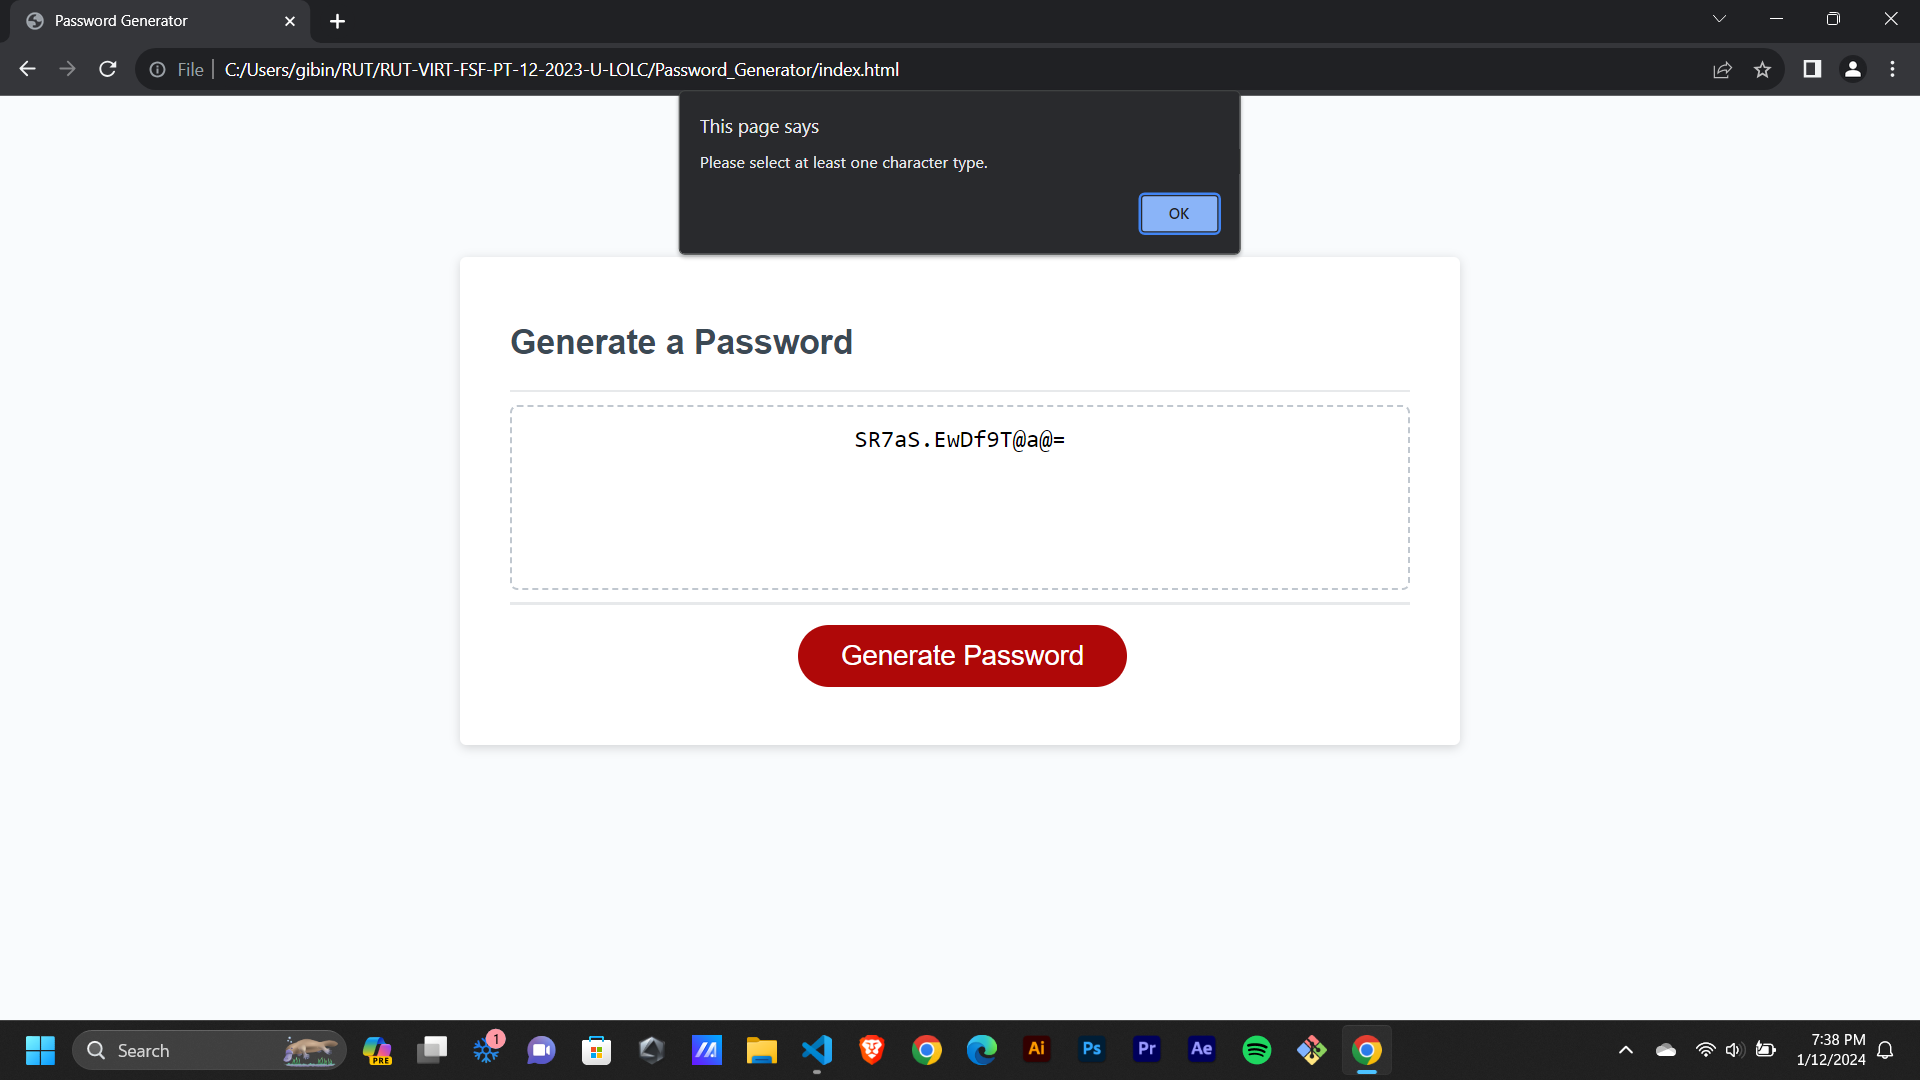 Password Generator
File
C:/Users/gibin/RUT/RUT-VIRT-FSF-PT-12-2023-U-LOLC/Password_Generator/index.html
This page says
Please select at least one character type.
OK
Generate a Password
SR7aS.EwDf9T@a@=
Generate Password
Search
PRE
1
Ai
Ps
Pr
Ae
7:38 PM
1/12/2024